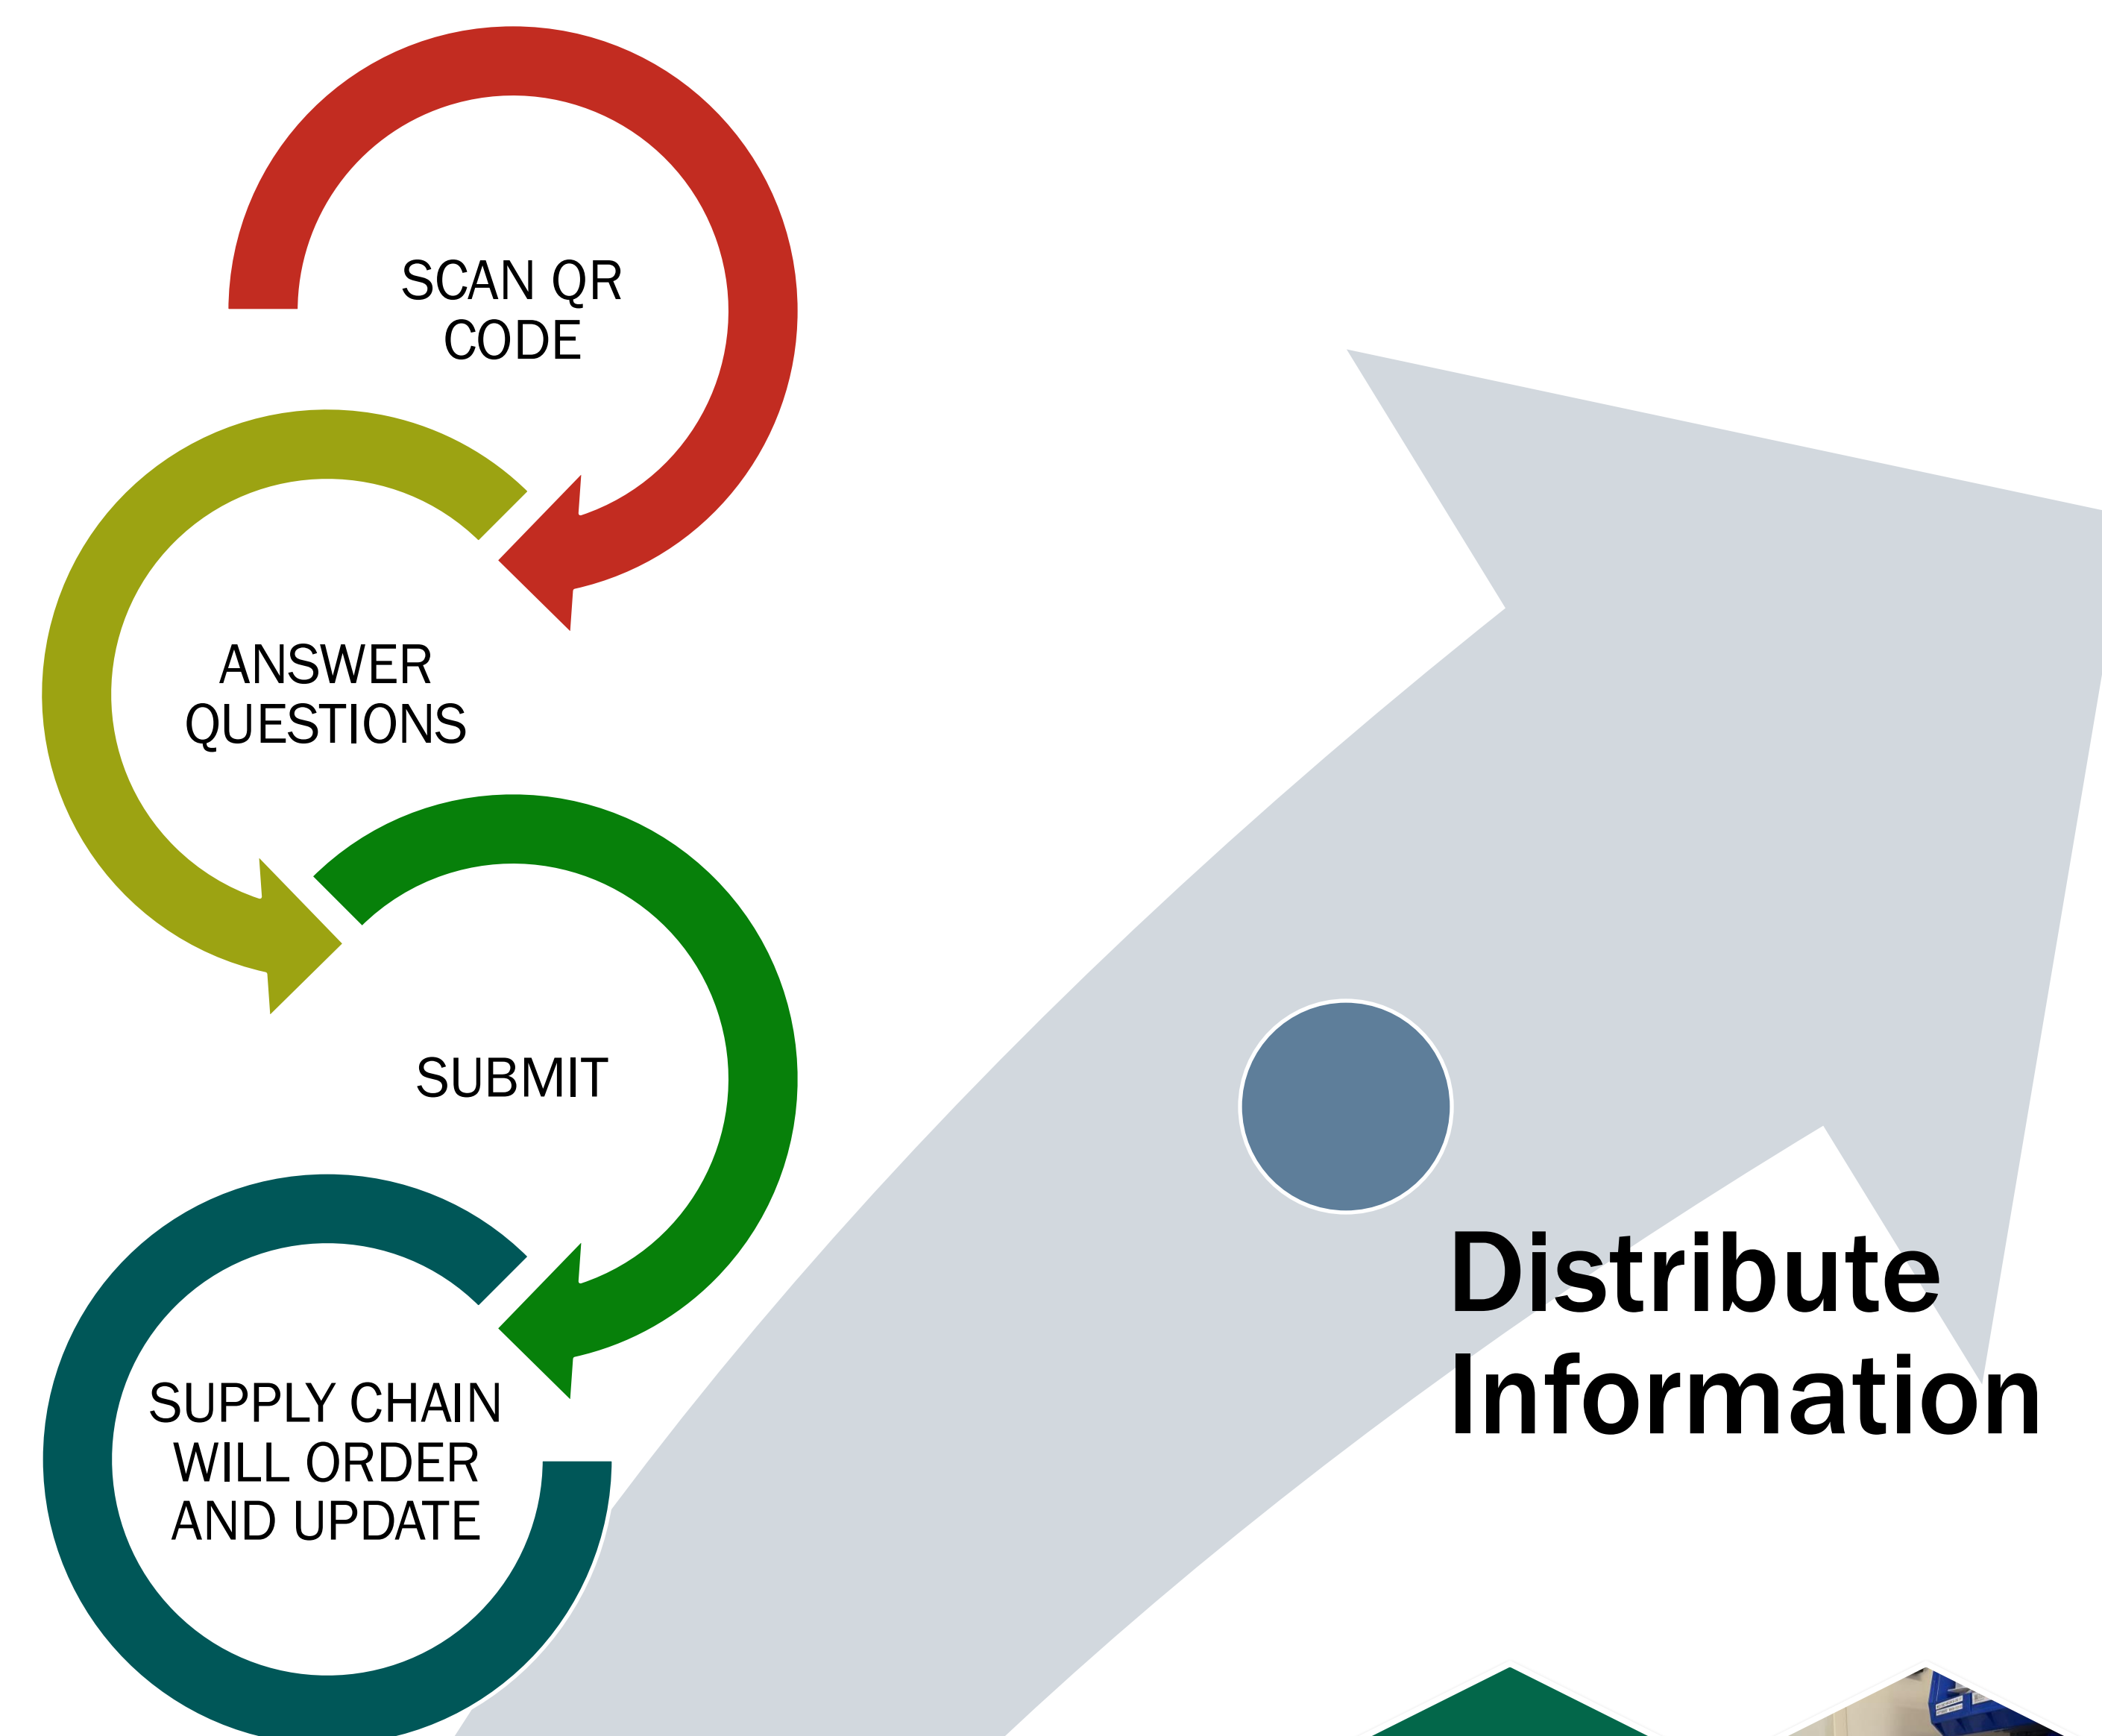 SCAN QR
CODE
ANSWER
QUESTIONS
SUBMIT
SUPPLY CHAIN
WILL ORDER
AND UPDATE
Distribute
Information